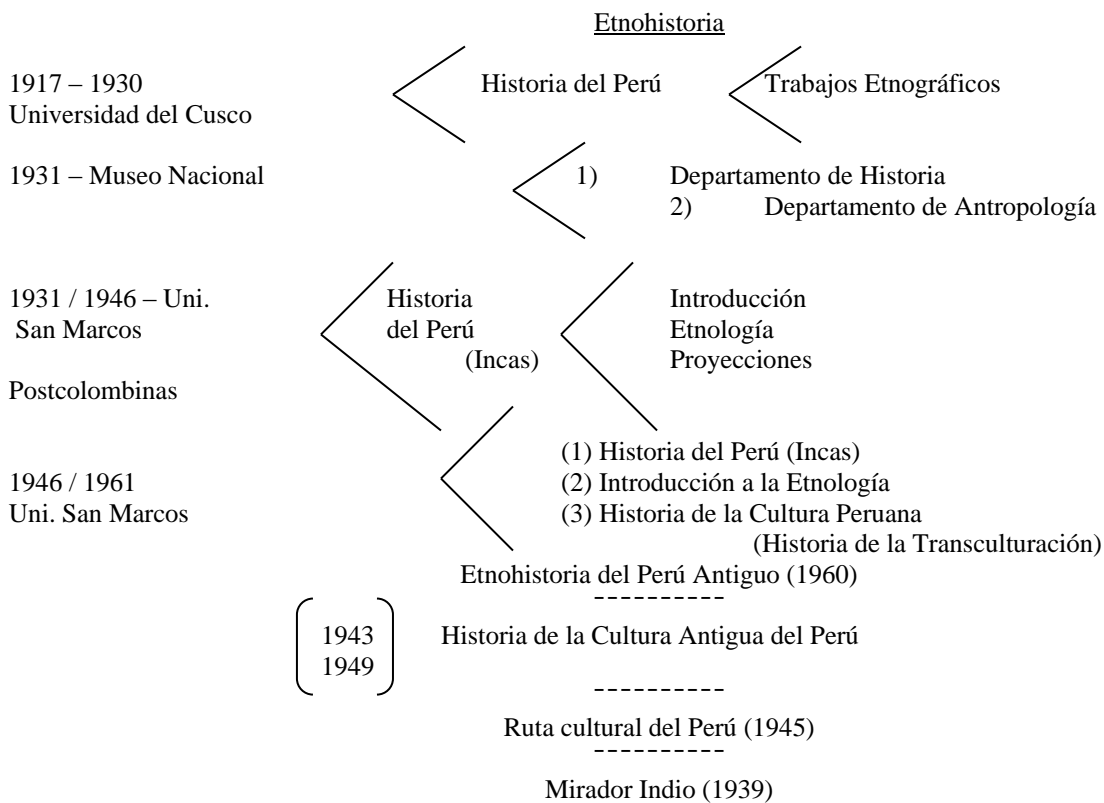 Etnohistoria
1917 – 1930 Historia del Perú Trabajos Etnográficos
Universidad del Cusco
1931 – Museo Nacional 1) Departamento de Historia
2) Departamento de Antropología
1931 / 1946 – Uni. Historia Introducción
San Marcos del Perú Etnología
(Incas) Proyecciones
Postcolombinas
(1) Historia del Perú (Incas)
1946 / 1961 (2) Introducción a la Etnología
Uni. San Marcos (3) Historia de la Cultura Peruana
(Historia de la Transculturación)
Etnohistoria del Perú Antiguo (1960)
----------
1943 Historia de la Cultura Antigua del Perú
1949
----------
Ruta cultural del Perú (1945)
----------
Mirador Indio (1939)